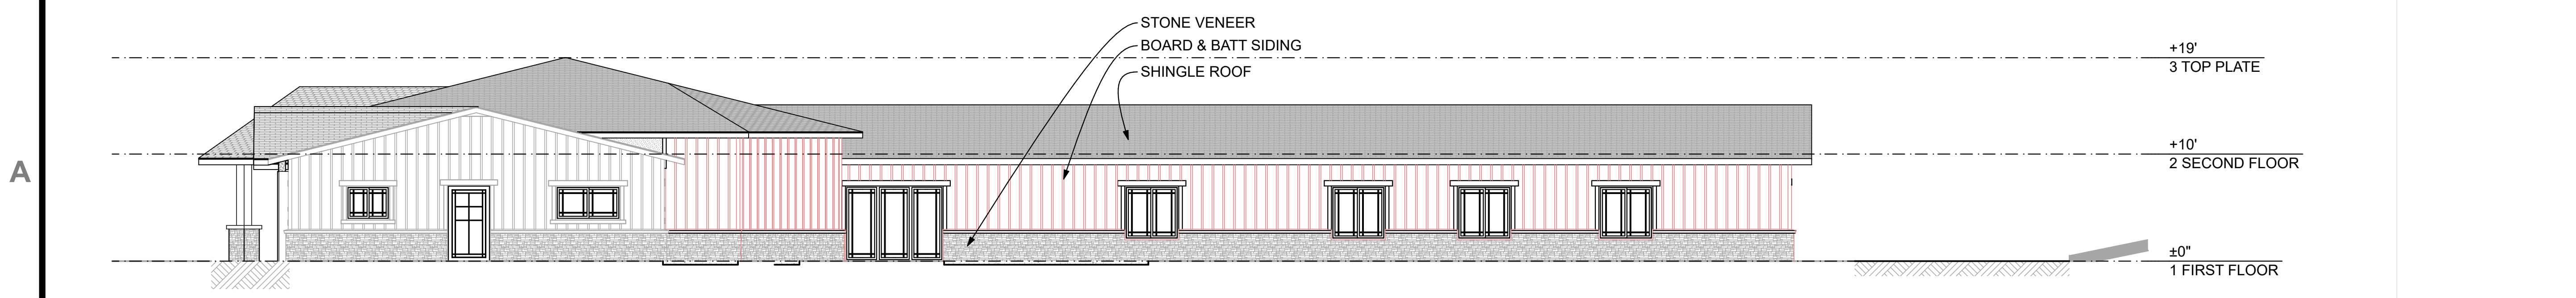 STONE VENEER
BOARD & BATT SIDING
SHINGLE ROOF
+19'
3 TOP PLATE
+10'
2 SECOND FLOOR
±0"
1 FIRST FLOOR
A